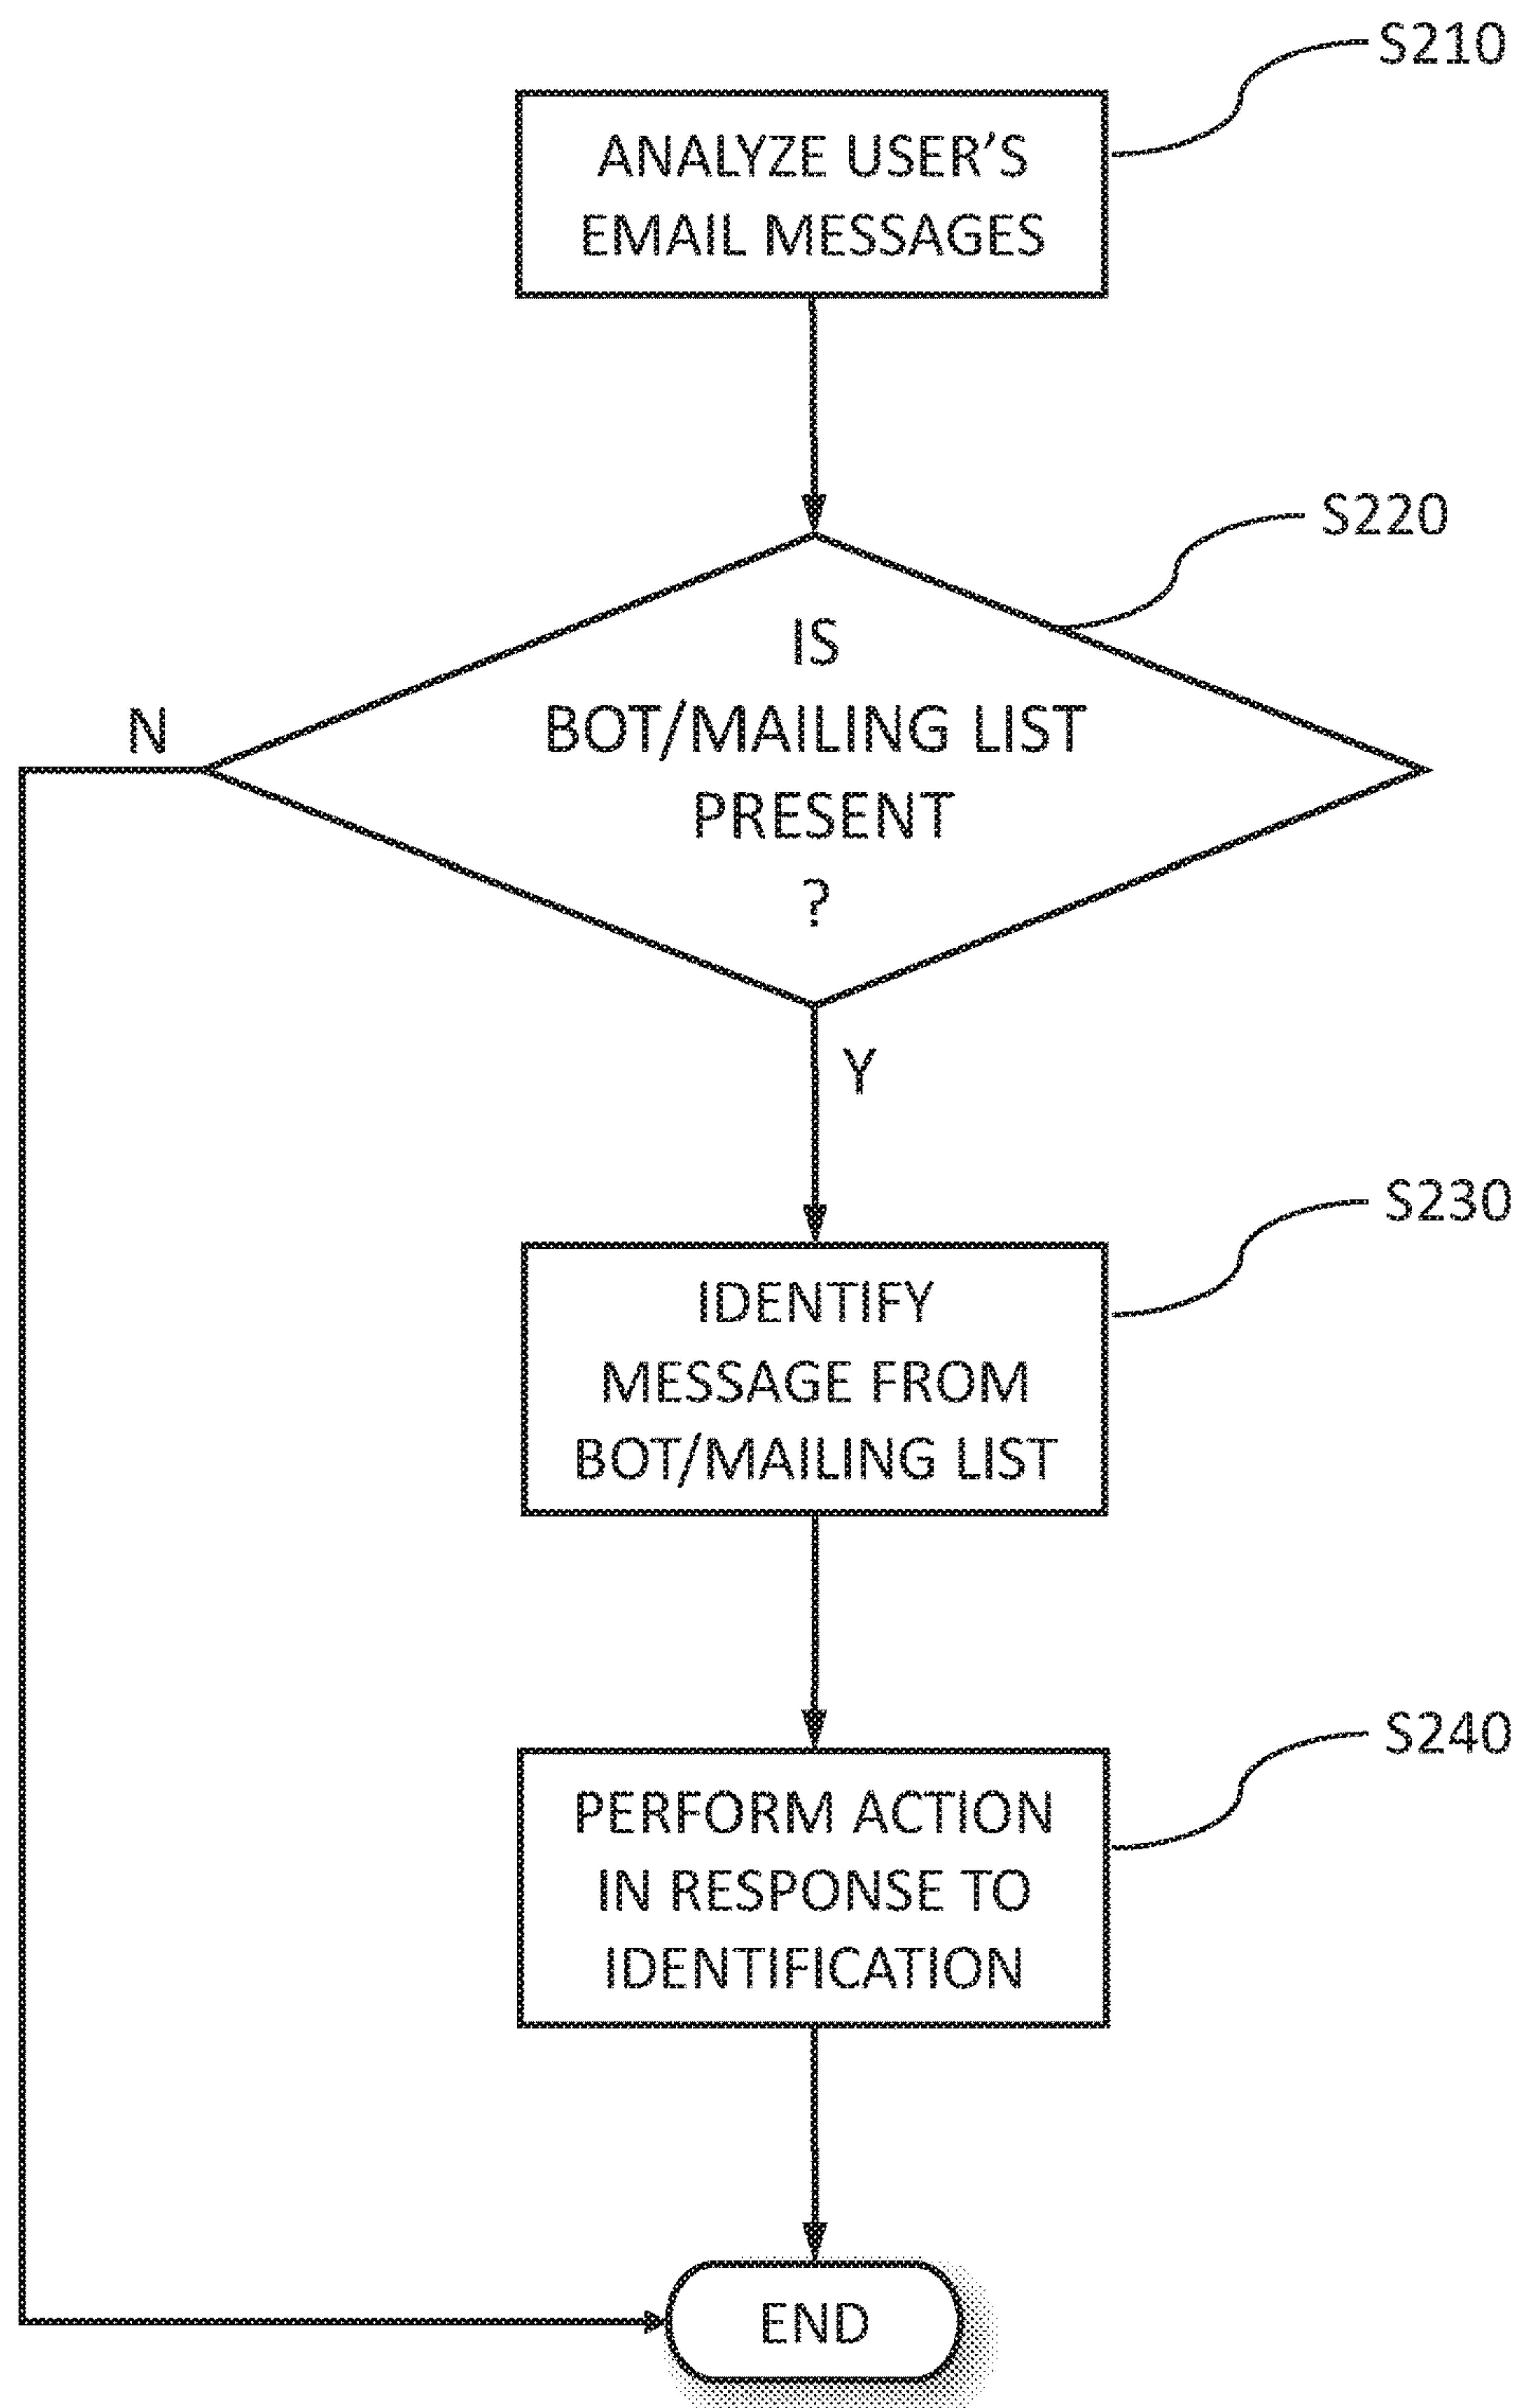 S210
ANALYZE USER'S
EMAIL MESSAGES
S220
IS
BOT/MAILING LIST
PRESENT
?
N
Y
S230
IDENTIFY
MESSAGE FROM
BOT/MAILING LIST
S240
PERFORM ACTION
IN RESPONSE TO
IDENTIFICATION
END